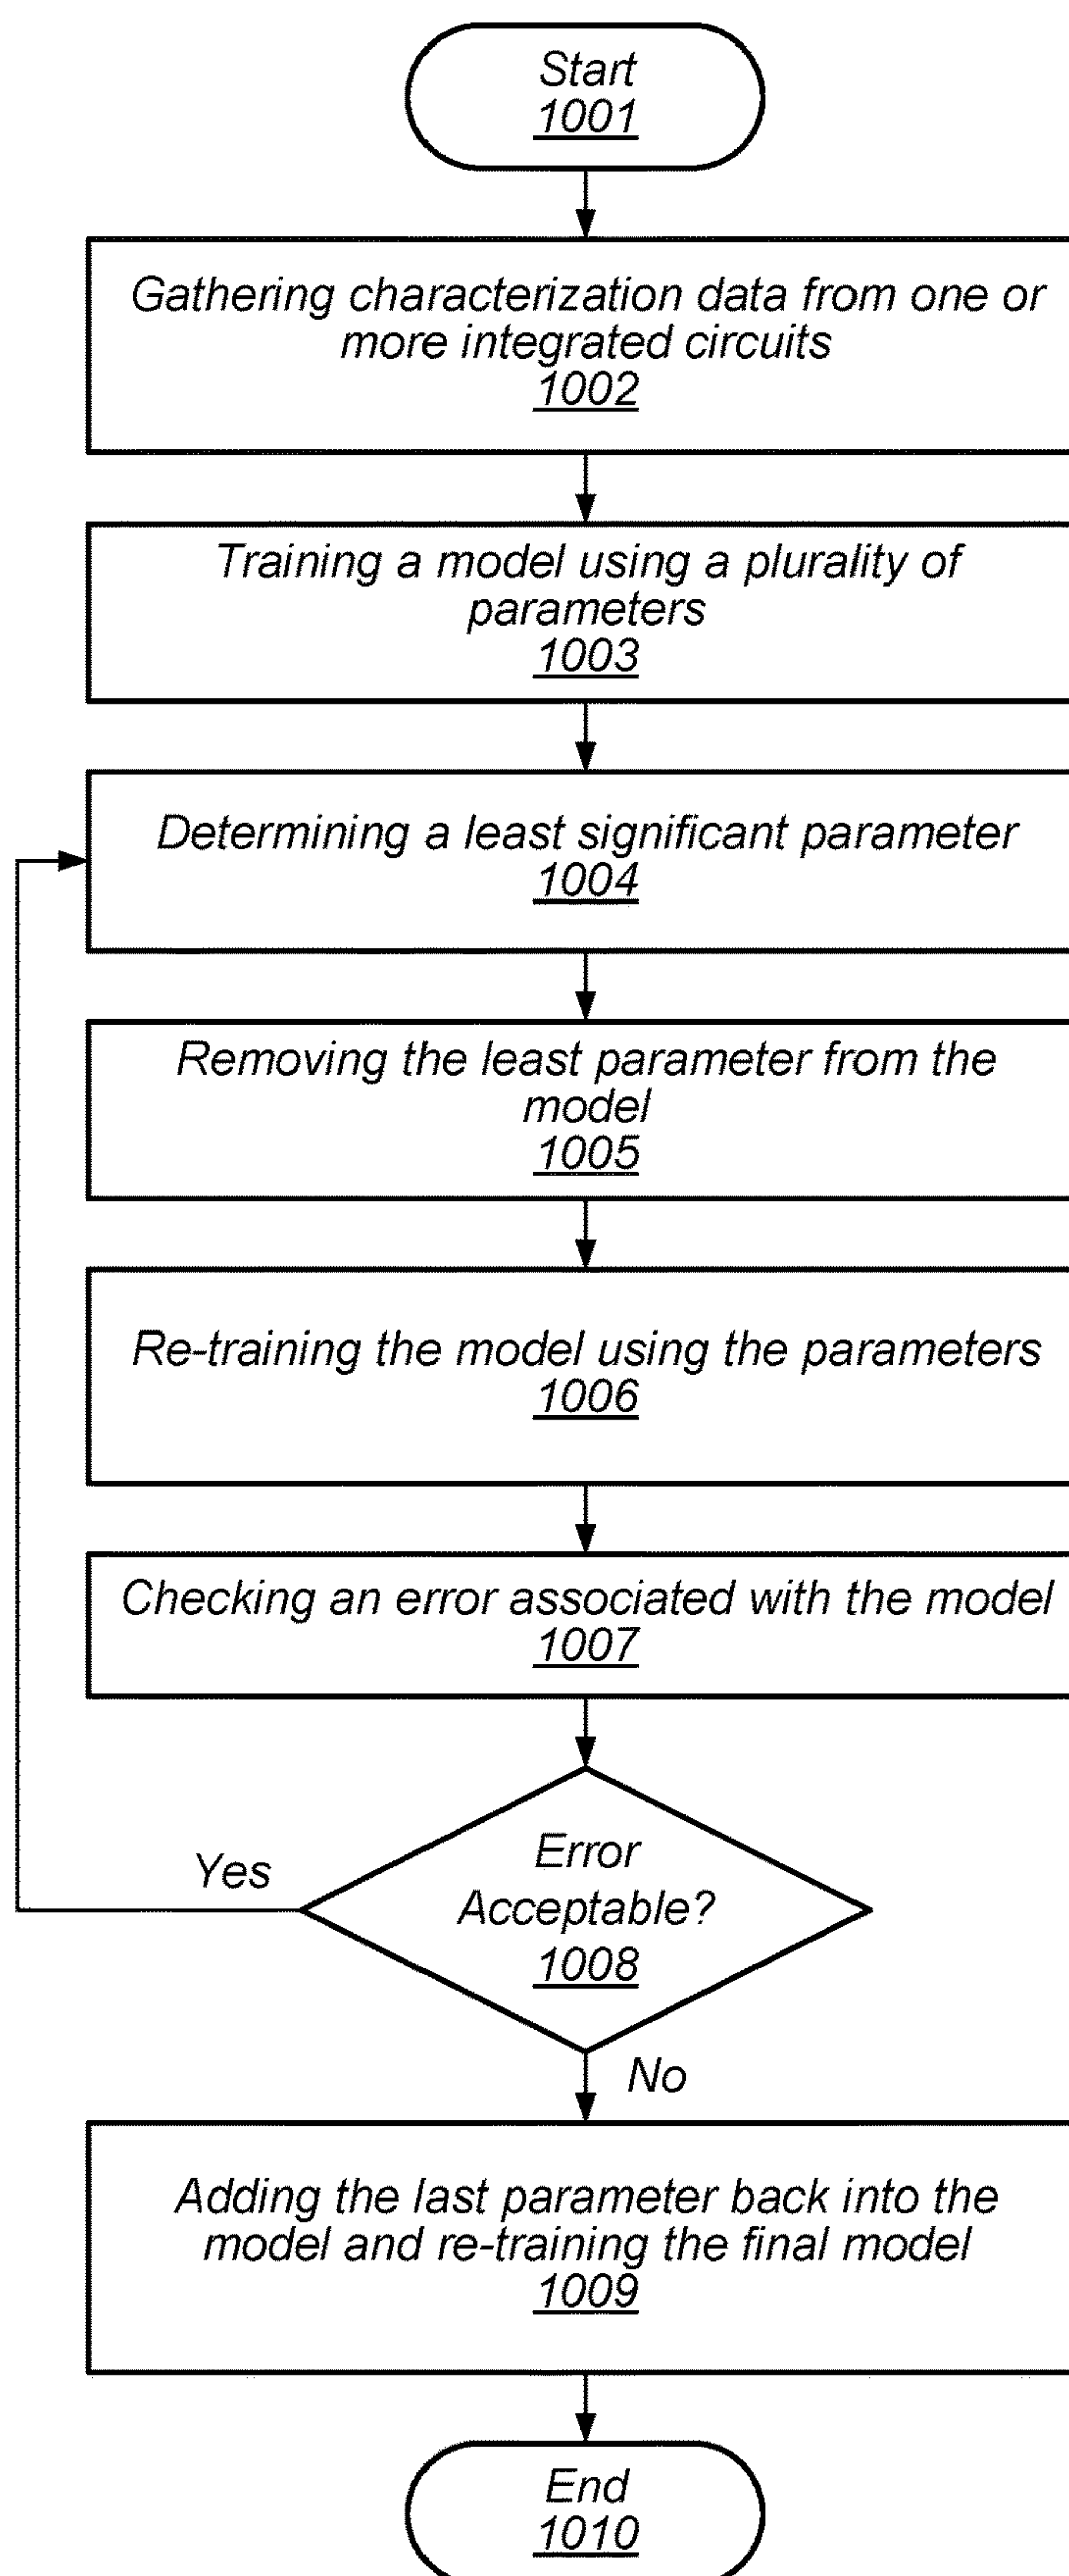 Start
1001
Gathering characterization data from one or
more integrated circuits
1002
Training a model using a plurality of
parameters
1003
Determining a least significant parameter
1004
Removing the least parameter from the
model
1005
Re-training the model using the parameters
1006
Checking an error associated with the model
1007
Yes
Error
Acceptable?
1008
No
Adding the last parameter back into the
model and re-training the final model
1009
End
1010